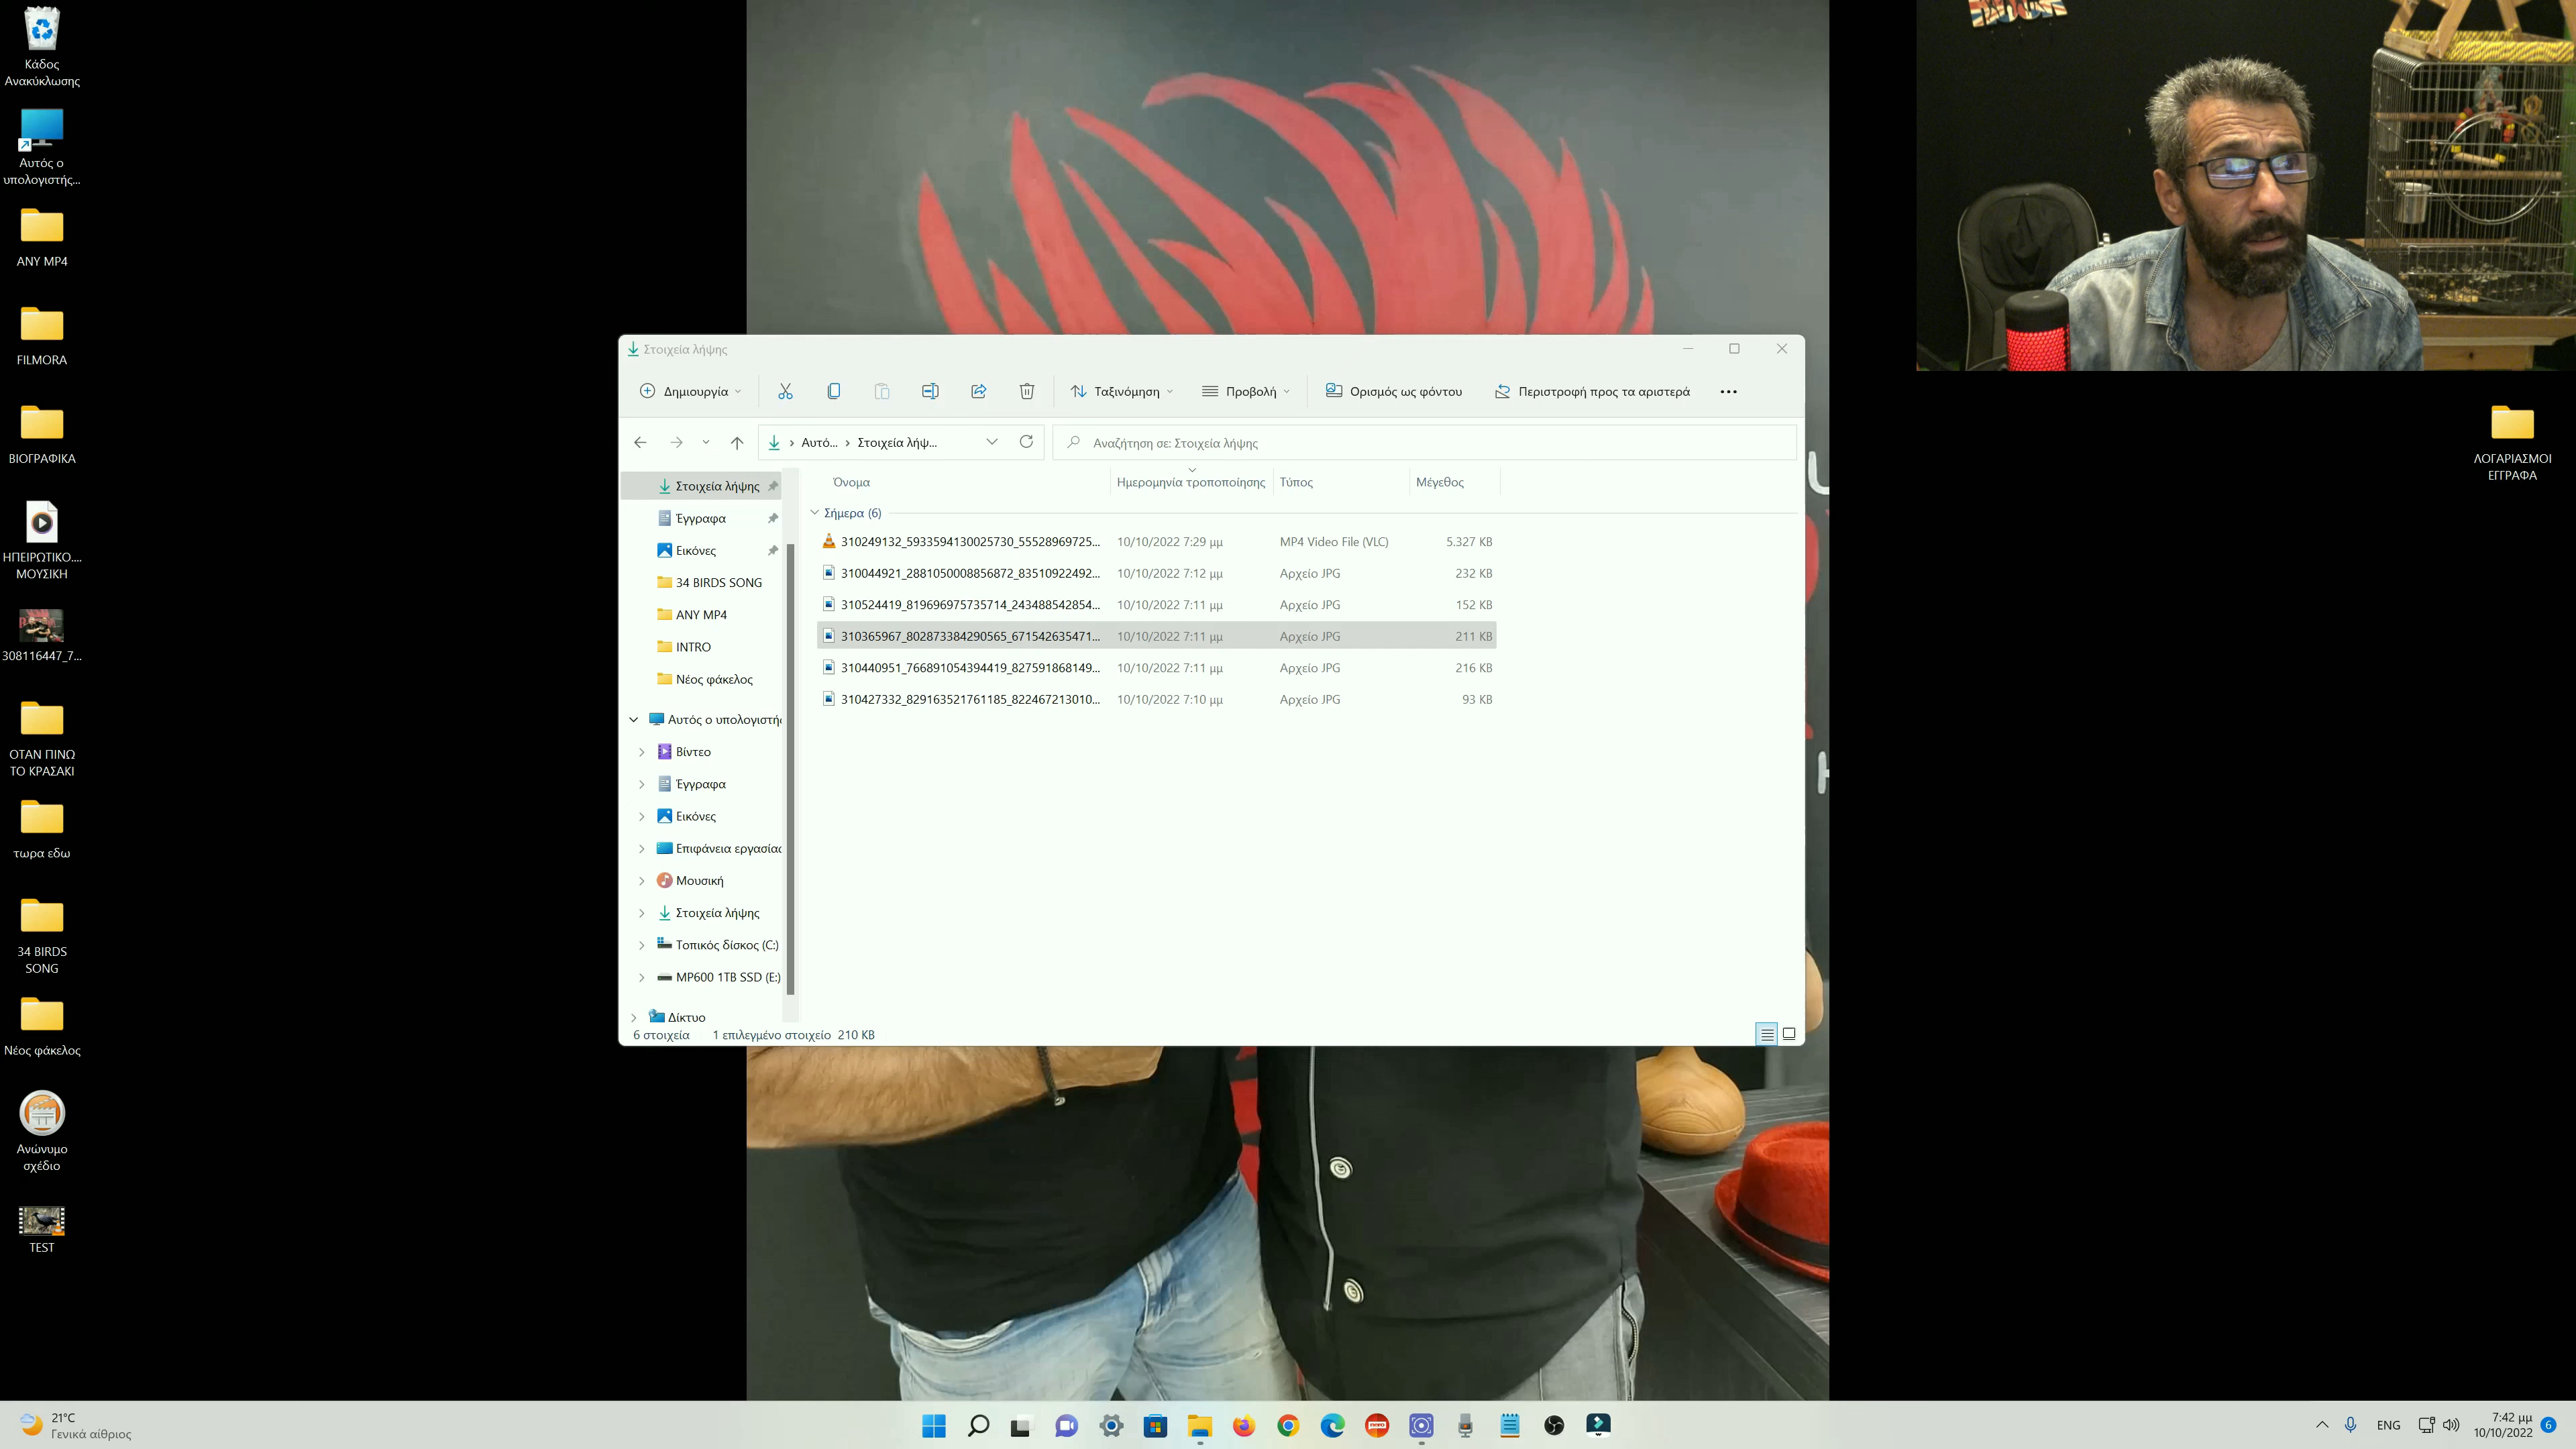 Κάδος
Ανακύκλωσης
Αυτός ο
υπολογιστής...
ANY MP4
FILMORA
ΒΙΟΓΡΑΦΙΚΑ
ΗΠΕΙΡΩΤΙΚΟ....
ΜΟΥΣΙΚΗ
308116447_7...
ΟΤΑΝ ΠΙΝΩ
ΤΟ ΚΡΑΣΑΚΙ
τωρα εδω
34 BIRDS
SONG
Νέος φάκελος
Ανώνυμο
σχέδιο
TEST
Στοιχεία λήψης
Δημιουργία
Ταξινόμηση
Προβολή
Ορισμός ως φόντου
Περιστροφή προς τα αριστερά
Αυτό... Στοιχεία λήψ...
Αναζήτηση σε: Στοιχεία λήψης
Στοιχεία λήψης
Έγγραφα
Εικόνες
34 BIRDS SONG
ANY MP4
INTRO
Νέος φάκελος
Αυτός ο υπολογιστής
Βίντεο
Έγγραφα
Εικόνες
Επιφάνεια εργασίας
Μουσική
Στοιχεία λήψης
Τοπικός δίσκος (C:)
MP600 1TB SSD (E:)
Δίκτυο
Όνομα Ημερομηνία τροποποίησης Τύπος Μέγεθος
Σήμερα (6)
310249132_5933594130025730_55528969725... 10/10/2022 7:29 μμ MP4 Video File (VLC) 5.327 KB
310044921_2881050008856872_83510922492... 10/10/2022 7:12 μμ Αρχείο JPG 232 KB
310524419_819696975735714_243488542854... 10/10/2022 7:11 μμ Αρχείο JPG 152 KB
310365967_802873384290565_671542635471... 10/10/2022 7:11 μμ Αρχείο JPG 211 KB
310440951_766891054394419_827591868149... 10/10/2022 7:11 μμ Αρχείο JPG 216 KB
310427332_829163521761185_822467213010... 10/10/2022 7:10 μμ Αρχείο JPG 93 KB
6 στοιχεία 1 επιλεγμένο στοιχείο 210 KB
ΛΟΓΑΡΙΑΣΜΟΙ
ΕΓΓΡΑΦΑ
21°C
Γενικά αίθριος
ENG
7:42 μμ
10/10/2022
6